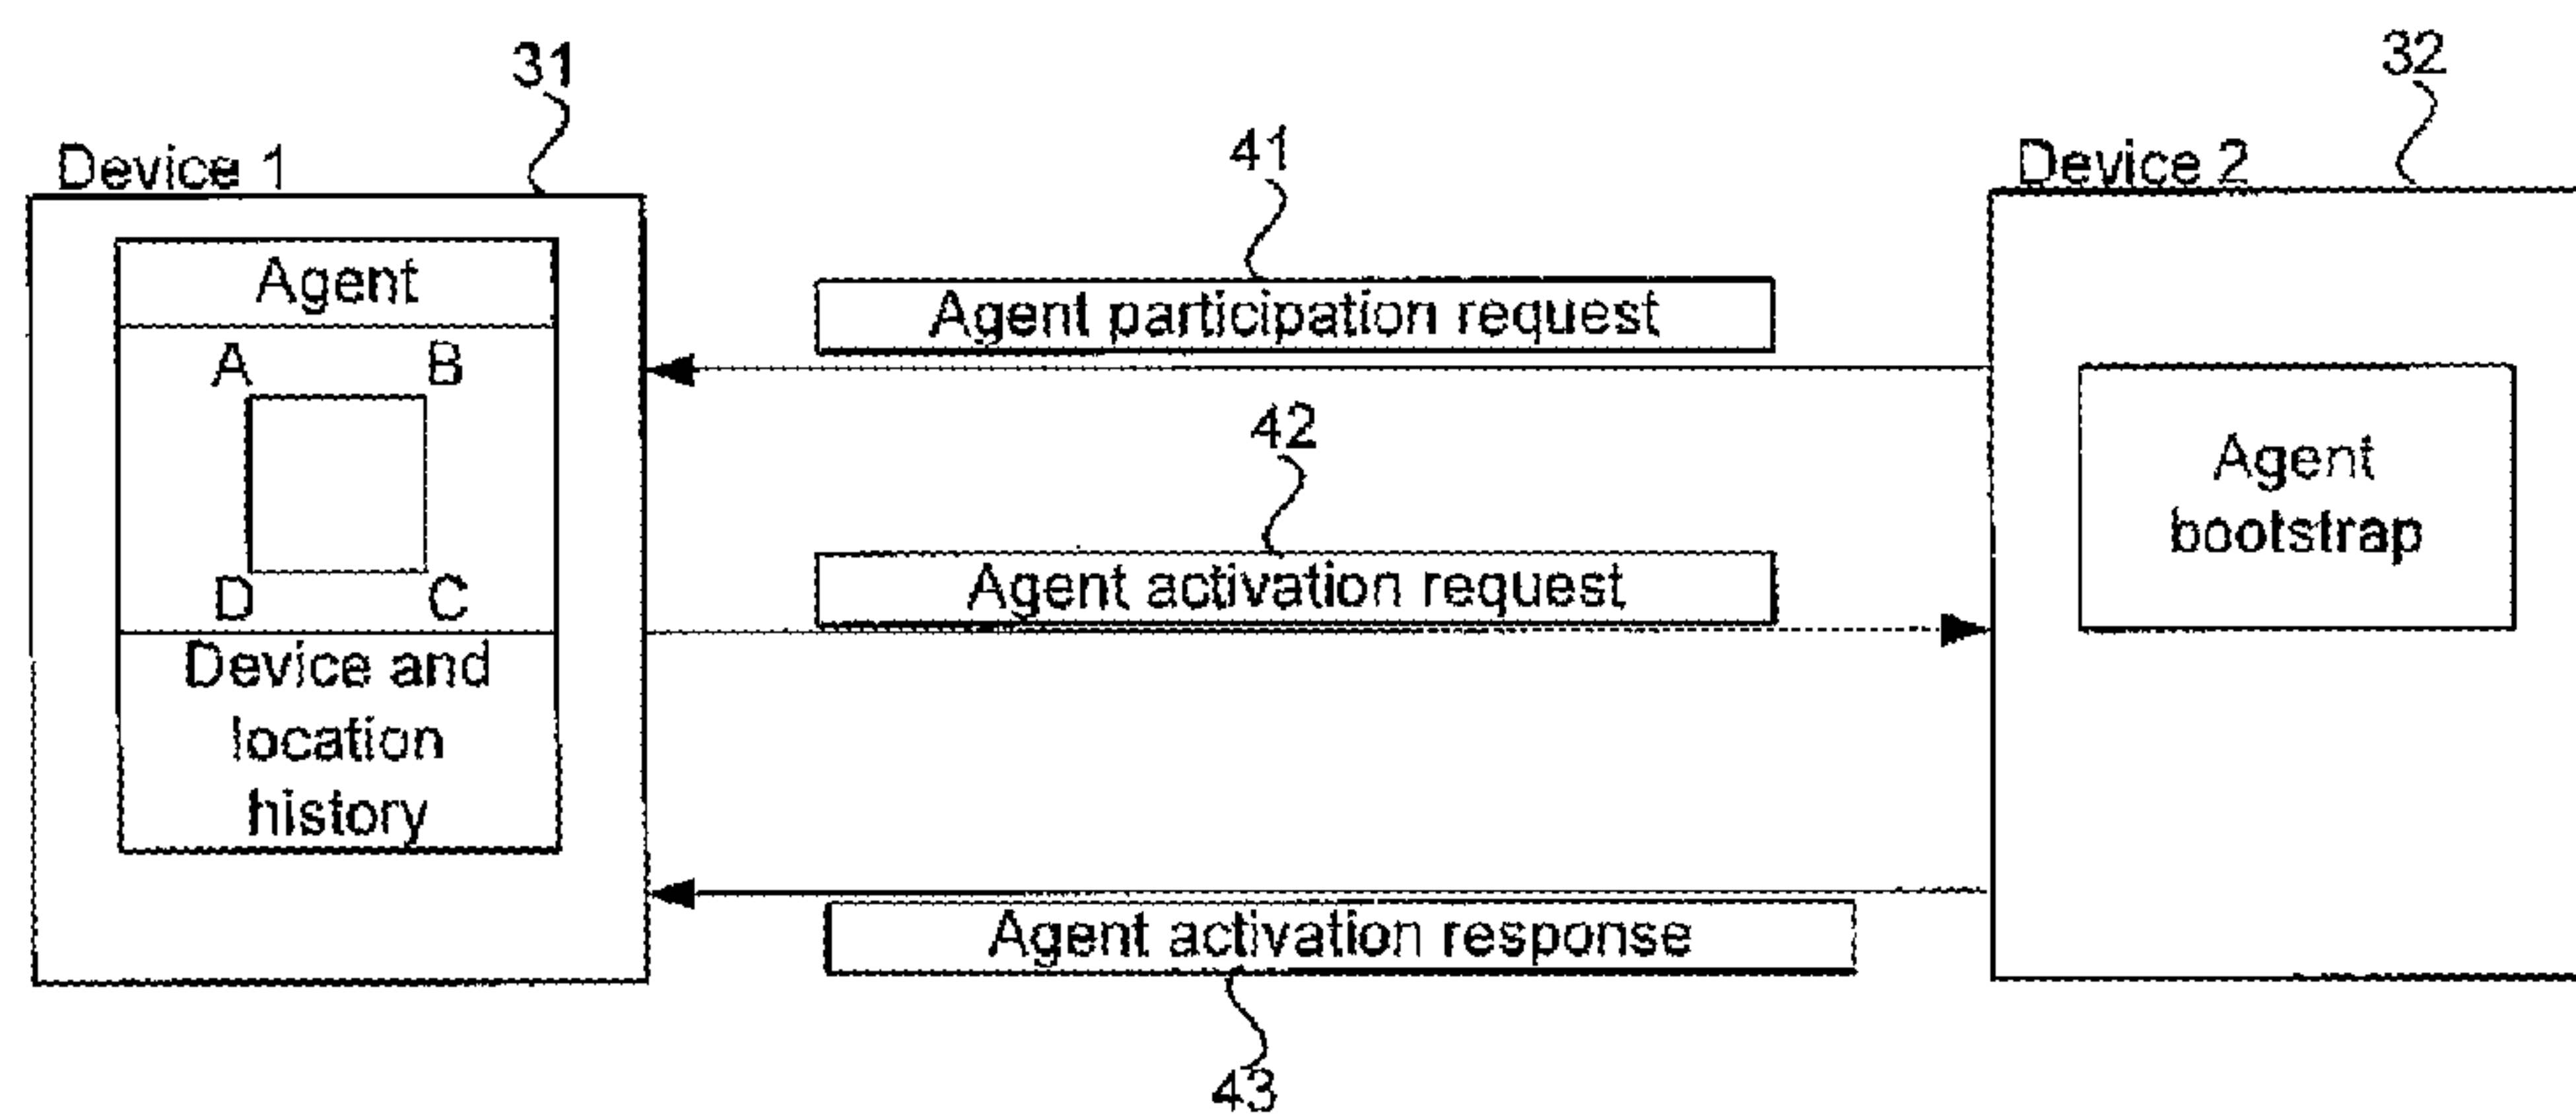 31
32
Device 1
41
Device 2
Agent
Agent participation request
A
B
42
Agent
bootstrap
Agent activation request
D
C
Device and
location
history
Agent activation response
43